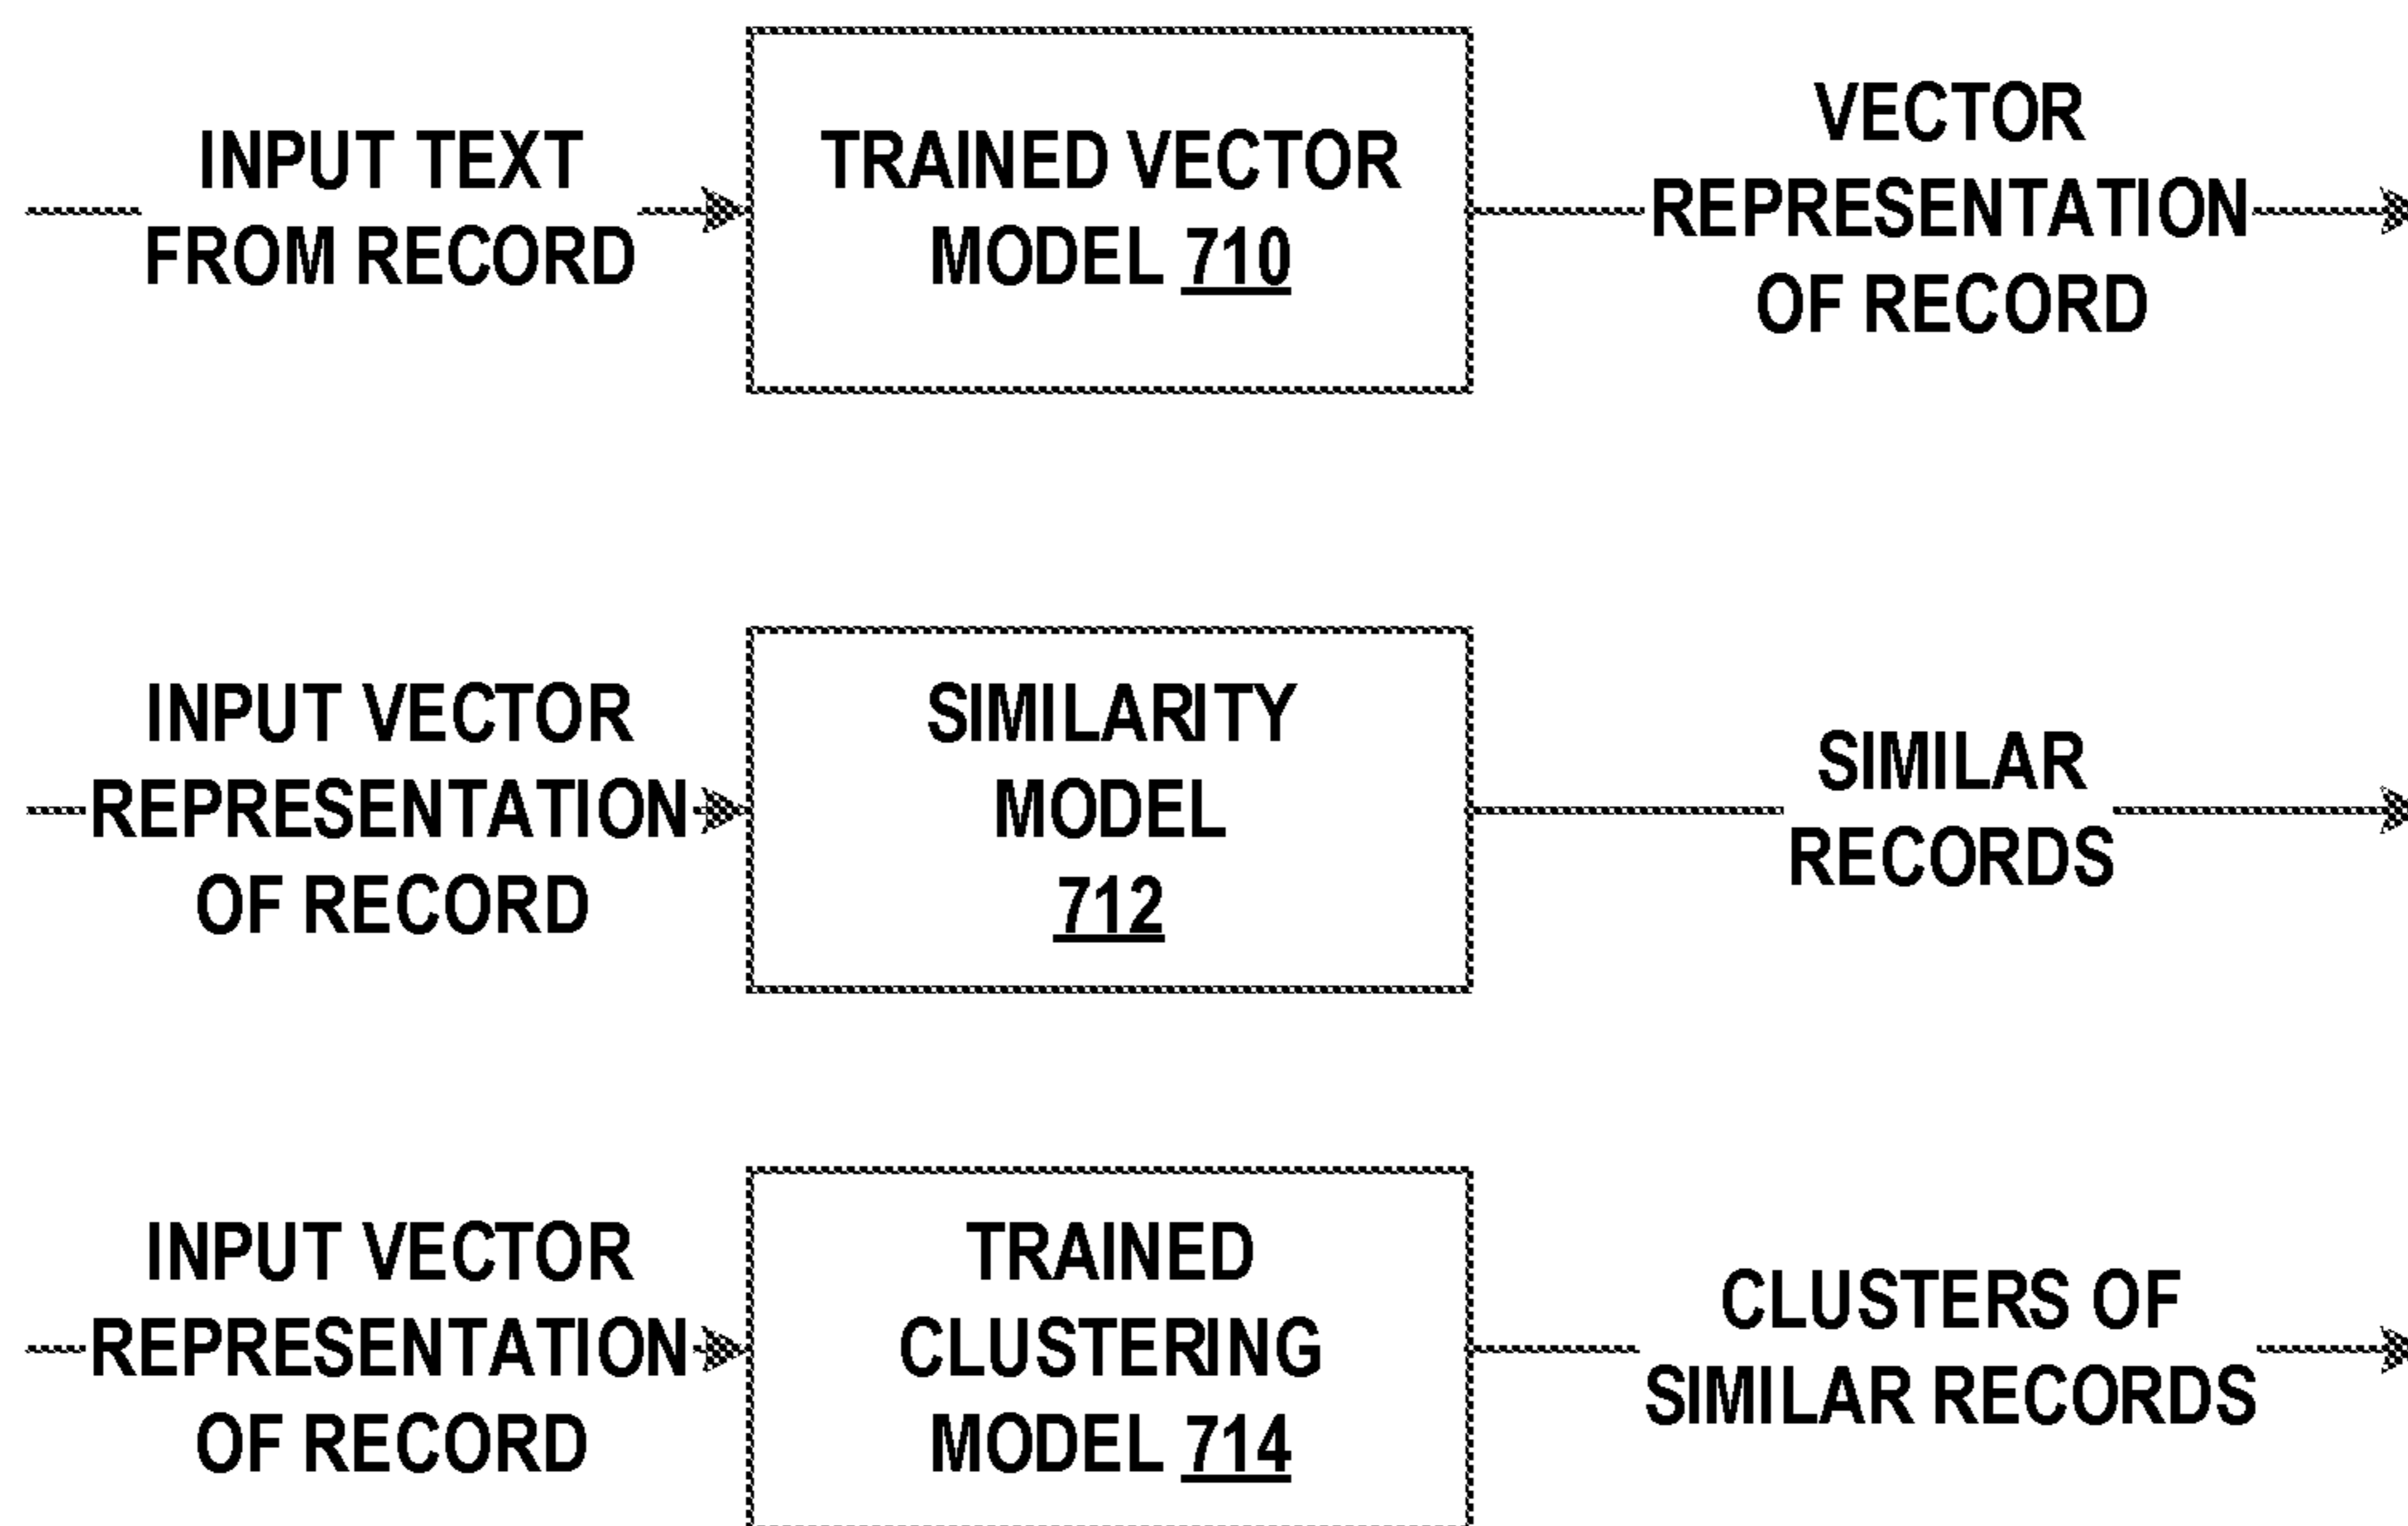 INPUT TEXT
FROM RECORD
TRAINED VECTOR
MODEL 710
VECTOR
REPRESENTATION
OF RECORD
INPUT VECTOR
REPRESENTATION
OF RECORD
SIMILARITY
MODEL
712
SIMILAR
RECORDS
INPUT VECTOR
REPRESENTATION
OF RECORD
TRAINED
CLUSTERING
MODEL 714
CLUSTERS OF
SIMILAR RECORDS